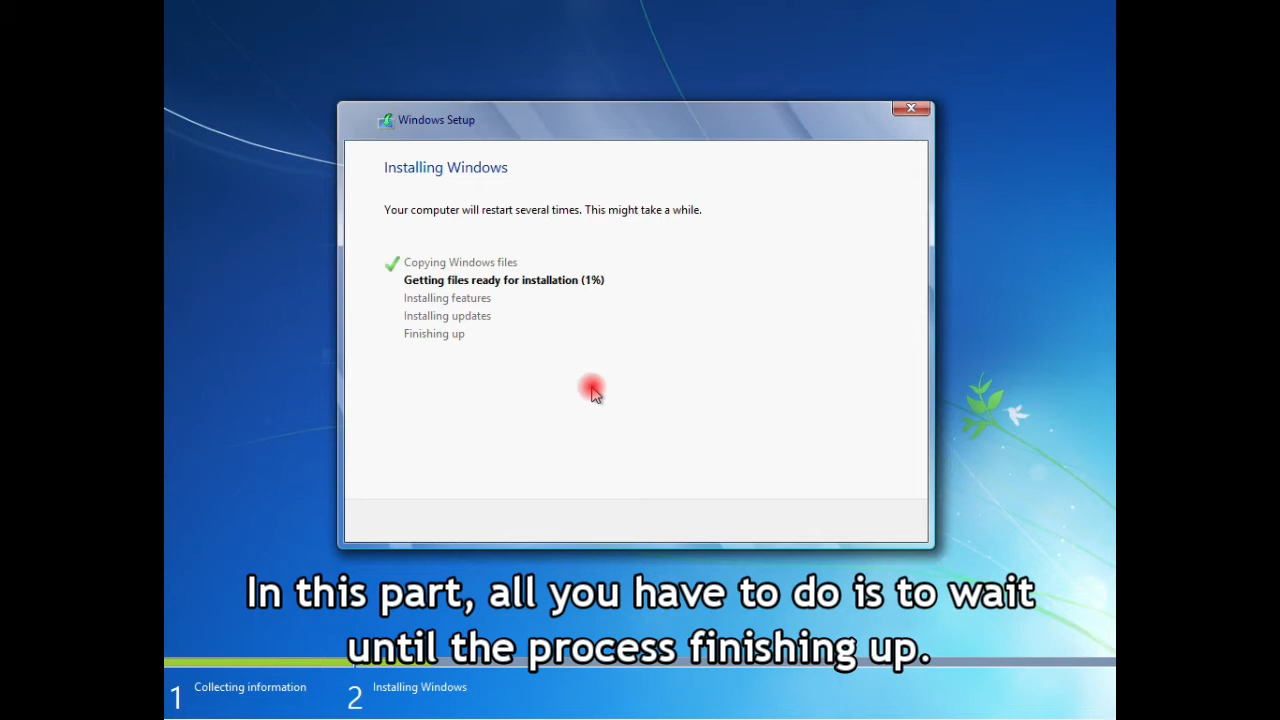 Windows Setup
Installing Windows
Your computer will restart several times. This might take a while.
Copying Windows files
Getting files ready for installation (1%)
Installing features
Installing updates
Finishing up
In this part, all you have to do is to wait
until the process finishing up.
1 Collecting information 2 Installing Windows